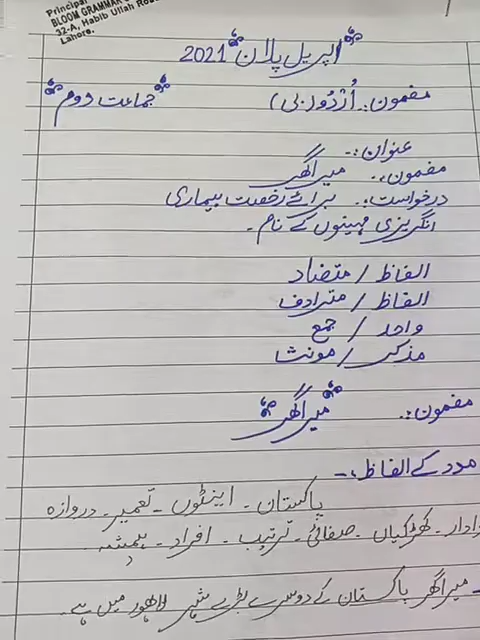 Principal
BLOOM GRAMMAR
32-A, Habib Ullah Road
Lahore.
اپریل پلان 2021
مضمون:۔ اُردو (بی)
جماعت دوم
عنوان:۔
مضمون:۔ میرا گھر
درخواست:۔ برائے رخصت بیماری
انگریزی مہینوں کے نام۔
الفاظ / متضاد
الفاظ / مترادف
واحد / جمع
مذکر / مونث
مضمون:۔ میرا گھر
مدد کے الفاظ:۔
پاکستان۔ اینٹوں۔ تعمیر۔ دروازہ
کھڑکیاں۔ صفائی۔ ترتیب۔ افراد۔ ہمیشہ
میرا گھر پاکستان کے دوسرے بڑے شہر لاہور میں ہے۔